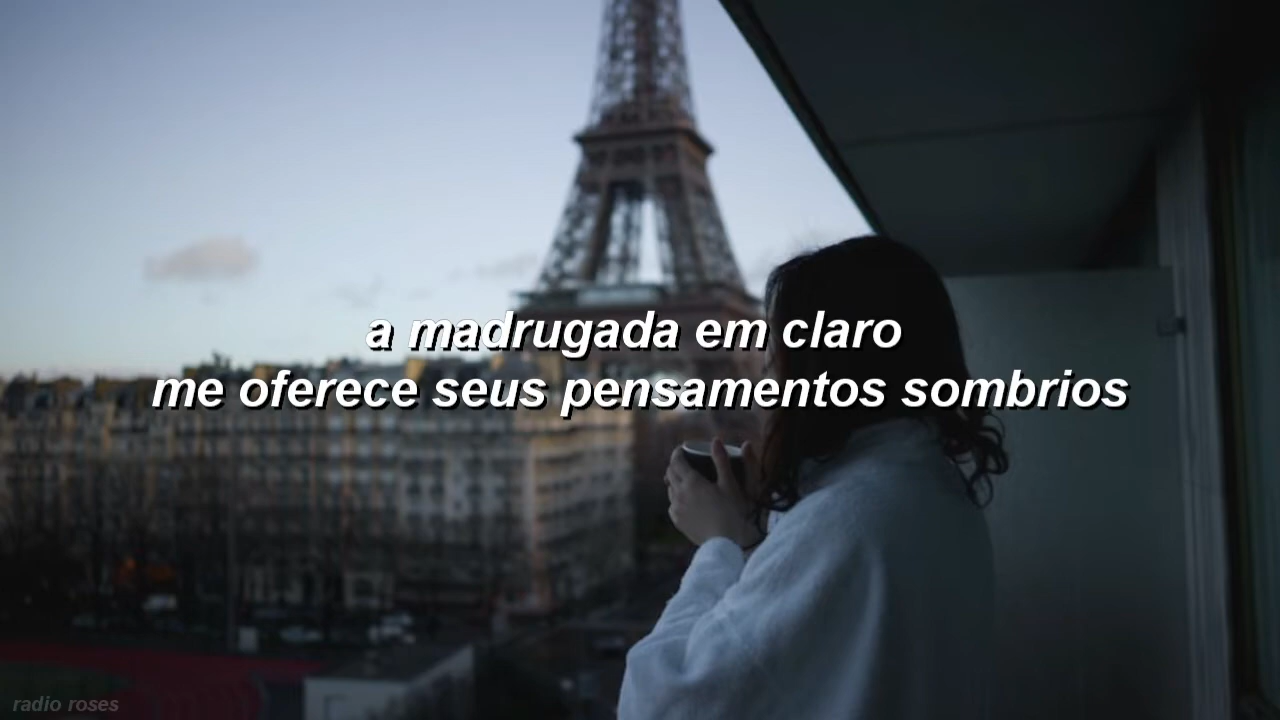 a madrugada em claro
me oferece seus pensamentos sombrios
radio roses